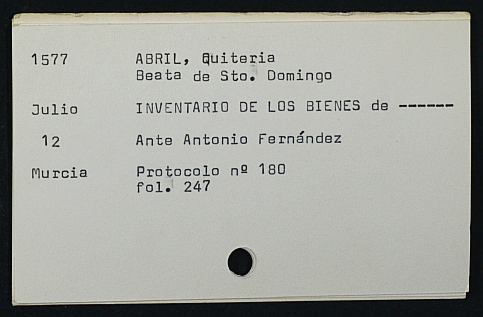 1577 ABRIL, Quiteria
Beata de Sto. Domingo
Julio INVENTARIO DE LOS BIENES de ------
12 Ante Antonio Fernández
Murcia Protocolo nº 180
fol. 247